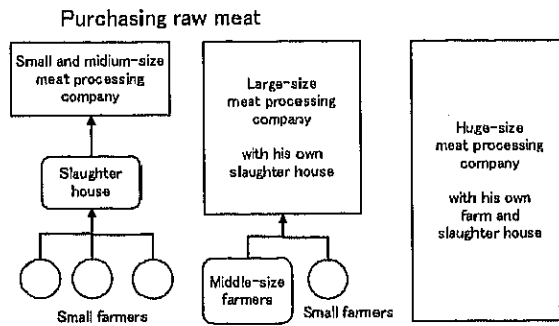 Purchasing raw meat
Small and midium-size
meat processing
company
Slaughter
house
Small farmers
Large-size
meat processing
company
with his own
slaughter house
Middle-size
farmers
Small farmers
Huge-size
meat processing
company
with his own
farm and
slaughter house